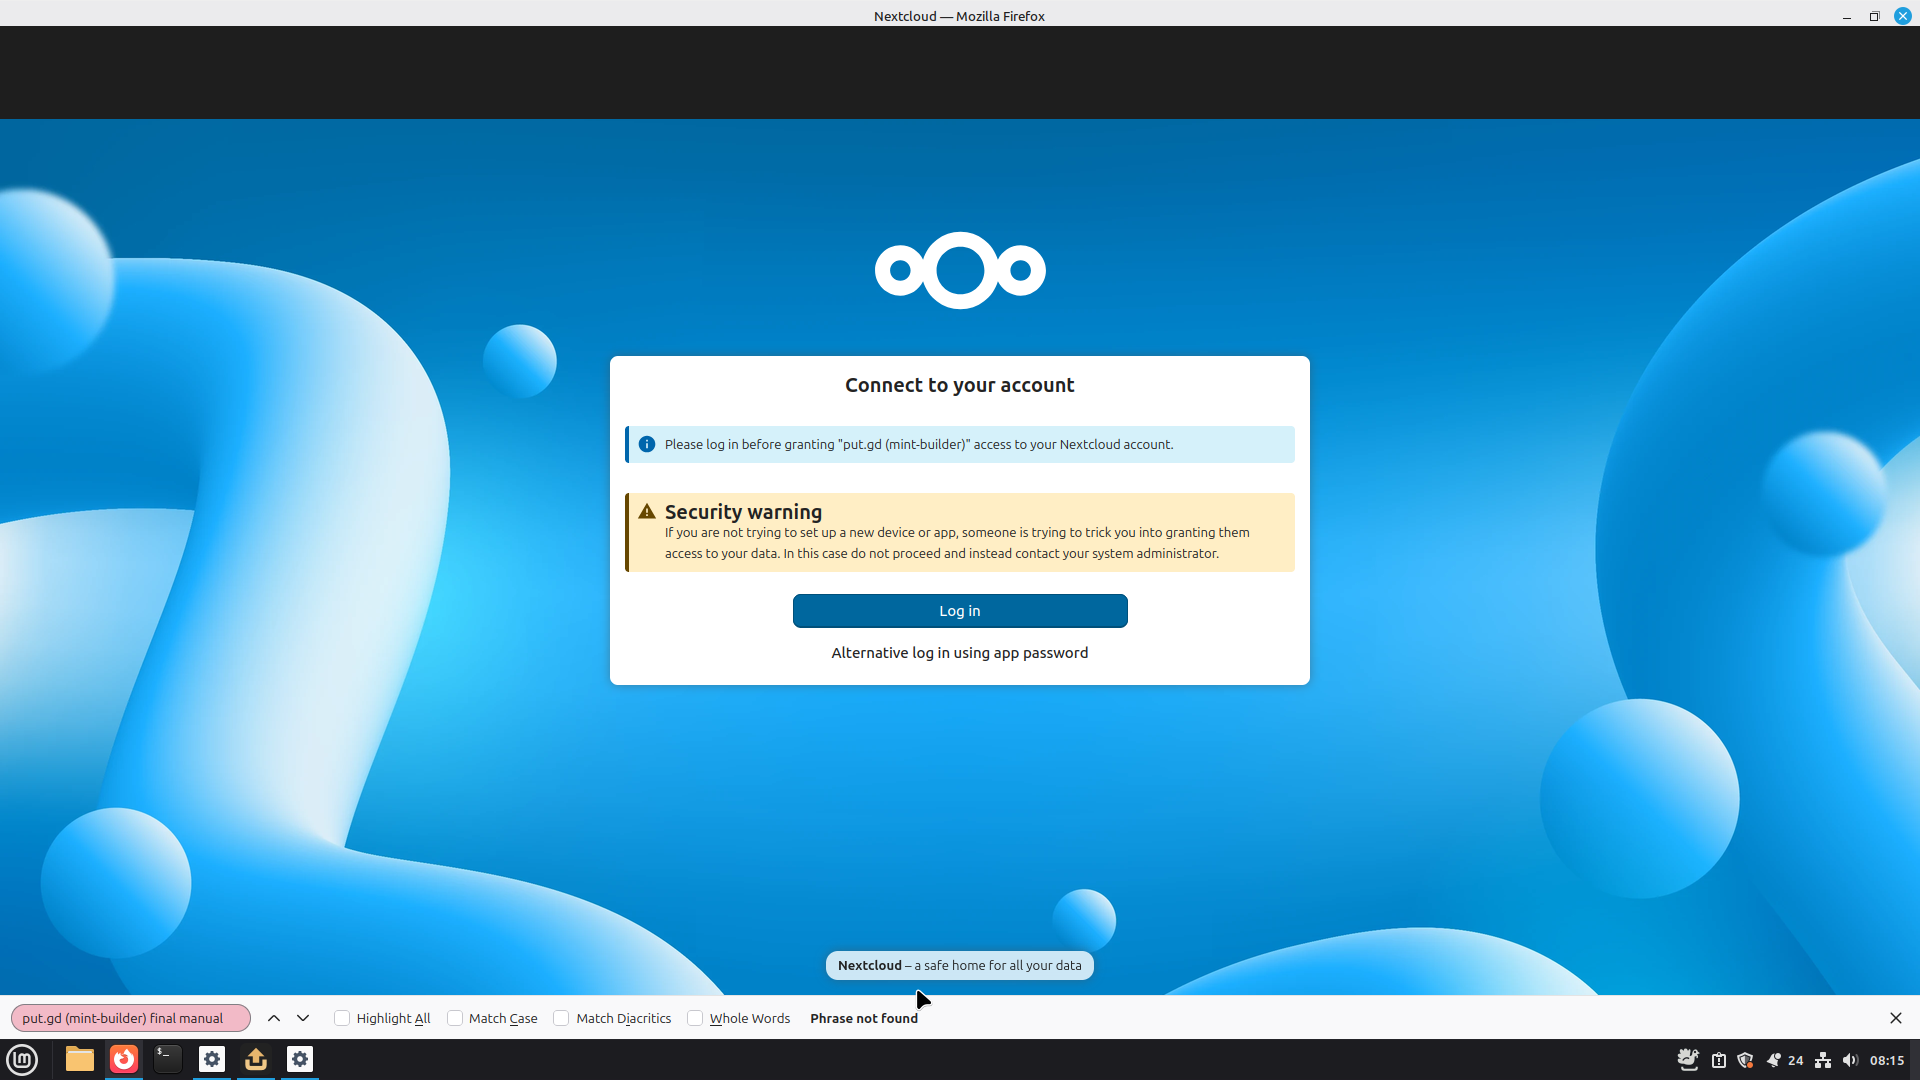 Nextcloud — Mozilla Firefox
Connect to your account
Please log in before granting "put.gd (mint-builder)" access to your Nextcloud account.
Security warning
If you are not trying to set up a new device or app, someone is trying to trick you into granting them
access to your data. In this case do not proceed and instead contact your system administrator.
Log in
Alternative log in using app password
Nextcloud – a safe home for all your data
put.gd (mint-builder) final manual
Highlight All
Match Case
Match Diacritics
Whole Words
Phrase not found
24
08:15